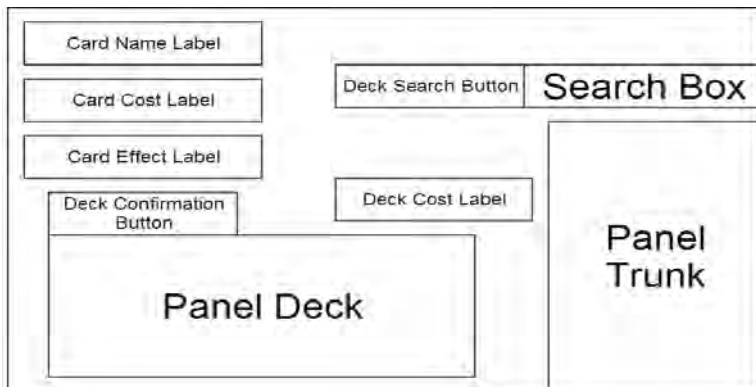 Card Name Label
Card Cost Label
Card Effect Label
Deck Search Button
Search Box
Deck Confirmation
Button
Deck Cost Label
Panel Deck
Panel
Trunk